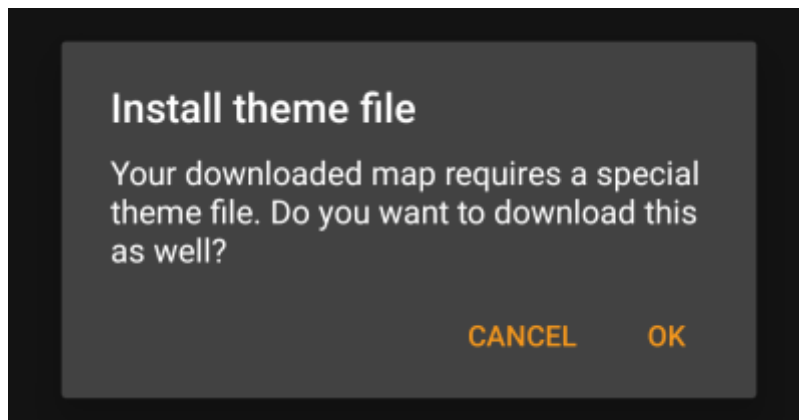 Install theme file
Your downloaded map requires a special
theme file. Do you want to download this
as well?
CANCEL OK